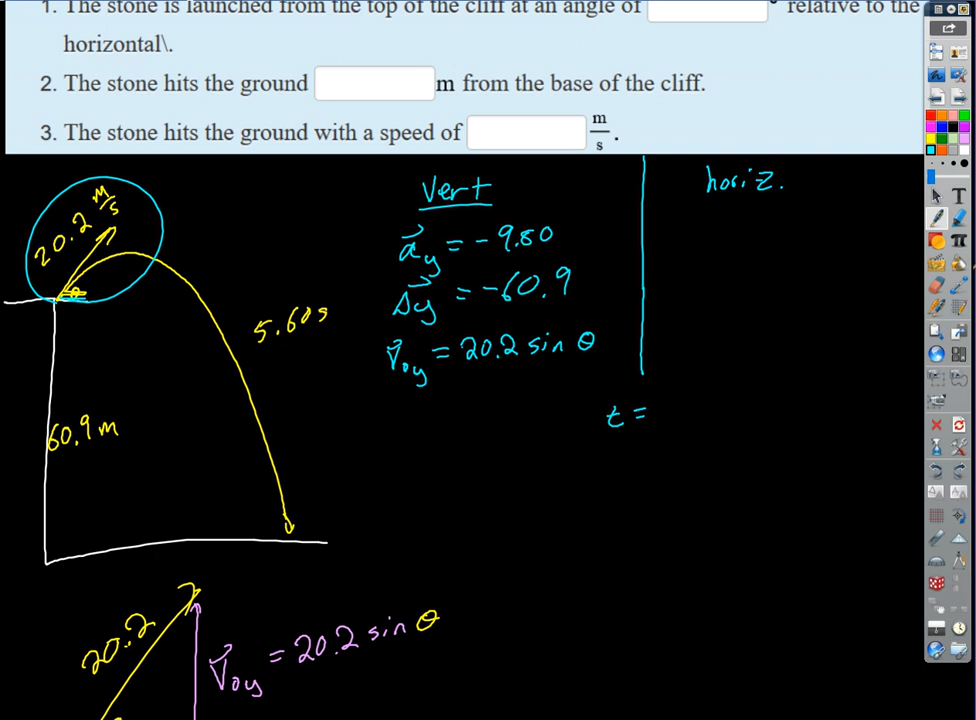 1. The stone is launched from the top of the cliff at an angle of ° relative to the
horizontal\.
2. The stone hits the ground m from the base of the cliff.
3. The stone hits the ground with a speed of m/s.
20.2 m/s
θ
5.60s
60.9 m
Vert
a⃗y = -9.80
Δy⃗ = -60.9
v⃗oy = 20.2 sin θ
horiz.
t =
20.2
V⃗oy = 20.2 sin θ